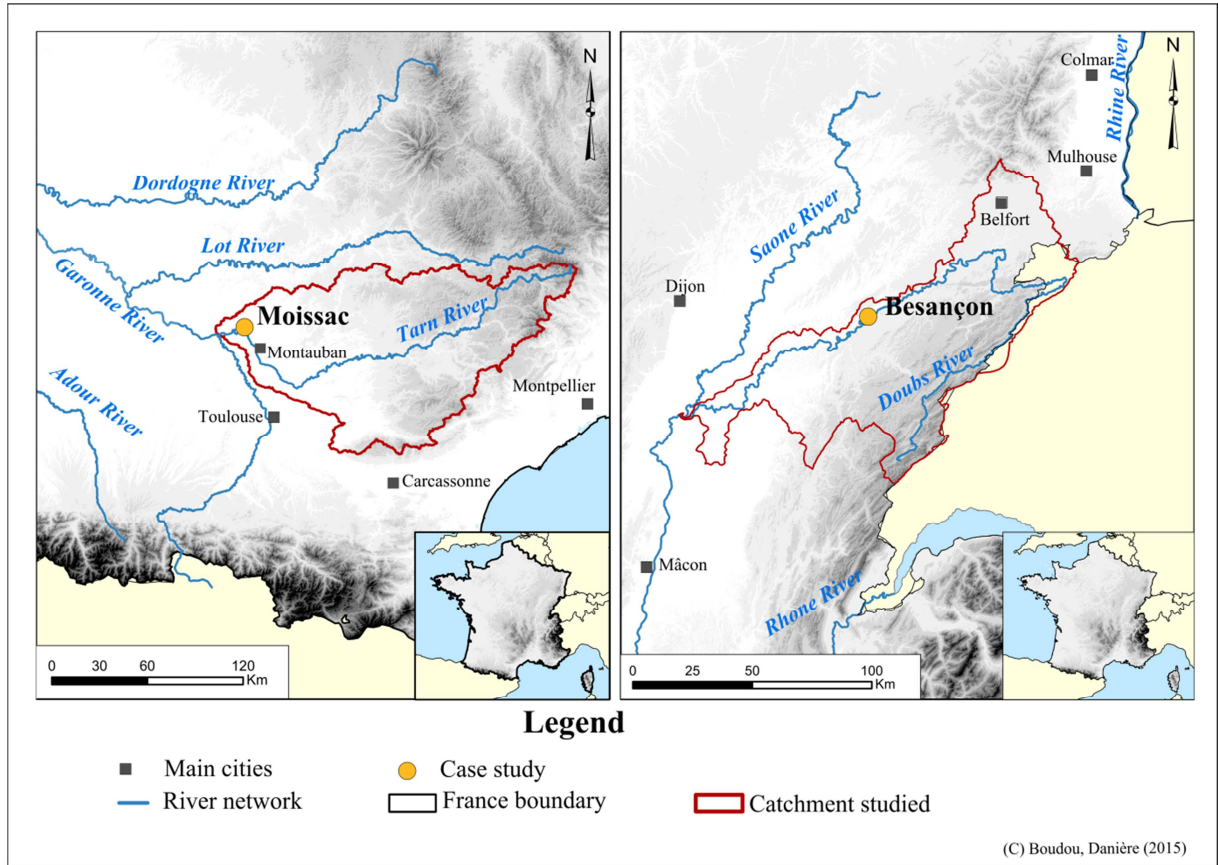 N
Dordogne River
Lot River
Garonne River
Moissac
Tarn River
Montauban
Adour River
Montpellier
Toulouse
Carcassonne
0 30 60 120
Km
N
Colmar
Rhine River
Mulhouse
Saone River
Belfort
Dijon
Besançon
Doubs River
Mâcon
Rhone River
0 25 50 100
Km
Legend
Main cities
Case study
River network
France boundary
Catchment studied
(C) Boudou, Danière (2015)